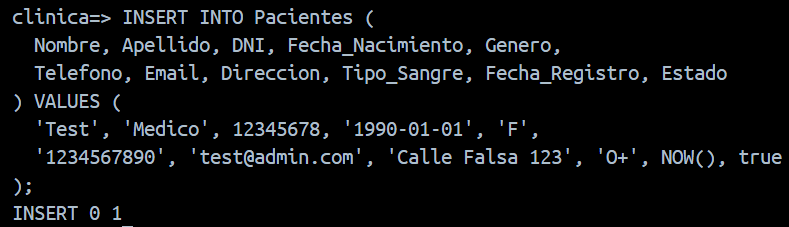 clinica=> INSERT INTO Pacientes (
  Nombre, Apellido, DNI, Fecha_Nacimiento, Genero,
  Telefono, Email, Direccion, Tipo_Sangre, Fecha_Registro, Estado
) VALUES (
  'Test', 'Medico', 12345678, '1990-01-01', 'F',
  '1234567890', 'test@admin.com', 'Calle Falsa 123', 'O+', NOW(), true
);
INSERT 0 1